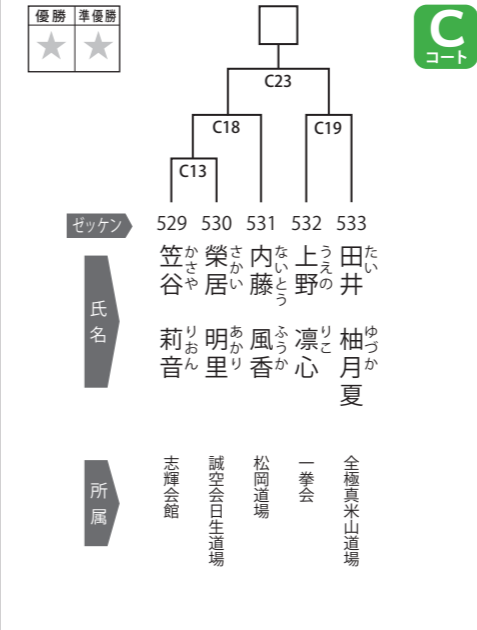 優勝 準優勝
C
コート
C23
C18 C19
C13
ゼッケン 529 530 531 532 533
氏名
笠谷 莉音
かさや りおん
榮居 明里
さかい あかり
内藤 風香
ないとう ふうか
上野 凛心
うえの りこ
田井 柚月夏
たい ゆづか
所属
志輝会館
誠空会日生道場
松岡道場
一拳会
全極真米山道場